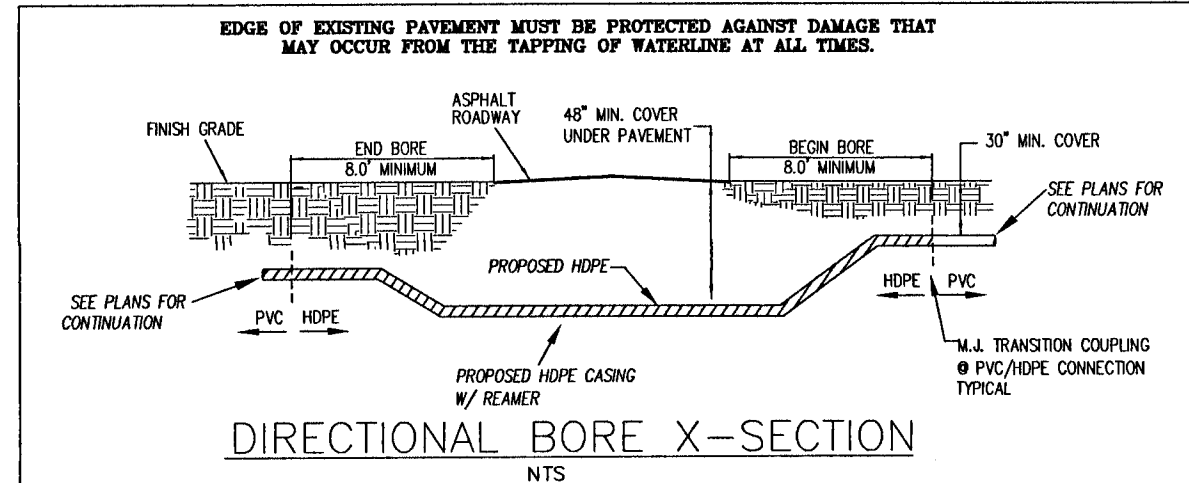 EDGE OF EXISTING PAVEMENT MUST BE PROTECTED AGAINST DAMAGE THAT
MAY OCCUR FROM THE TAPPING OF WATERLINE AT ALL TIMES.
FINISH GRADE
END BORE
8.0' MINIMUM
ASPHALT
ROADWAY
48" MIN. COVER
UNDER PAVEMENT
BEGIN BORE
8.0' MINIMUM
30" MIN. COVER
SEE PLANS FOR
CONTINUATION
PROPOSED HDPE
SEE PLANS FOR
CONTINUATION
PVC
HDPE
HDPE
PVC
PROPOSED HDPE CASING
W/ REAMER
M.J. TRANSITION COUPLING
@ PVC/HDPE CONNECTION
TYPICAL
DIRECTIONAL BORE X-SECTION
NTS